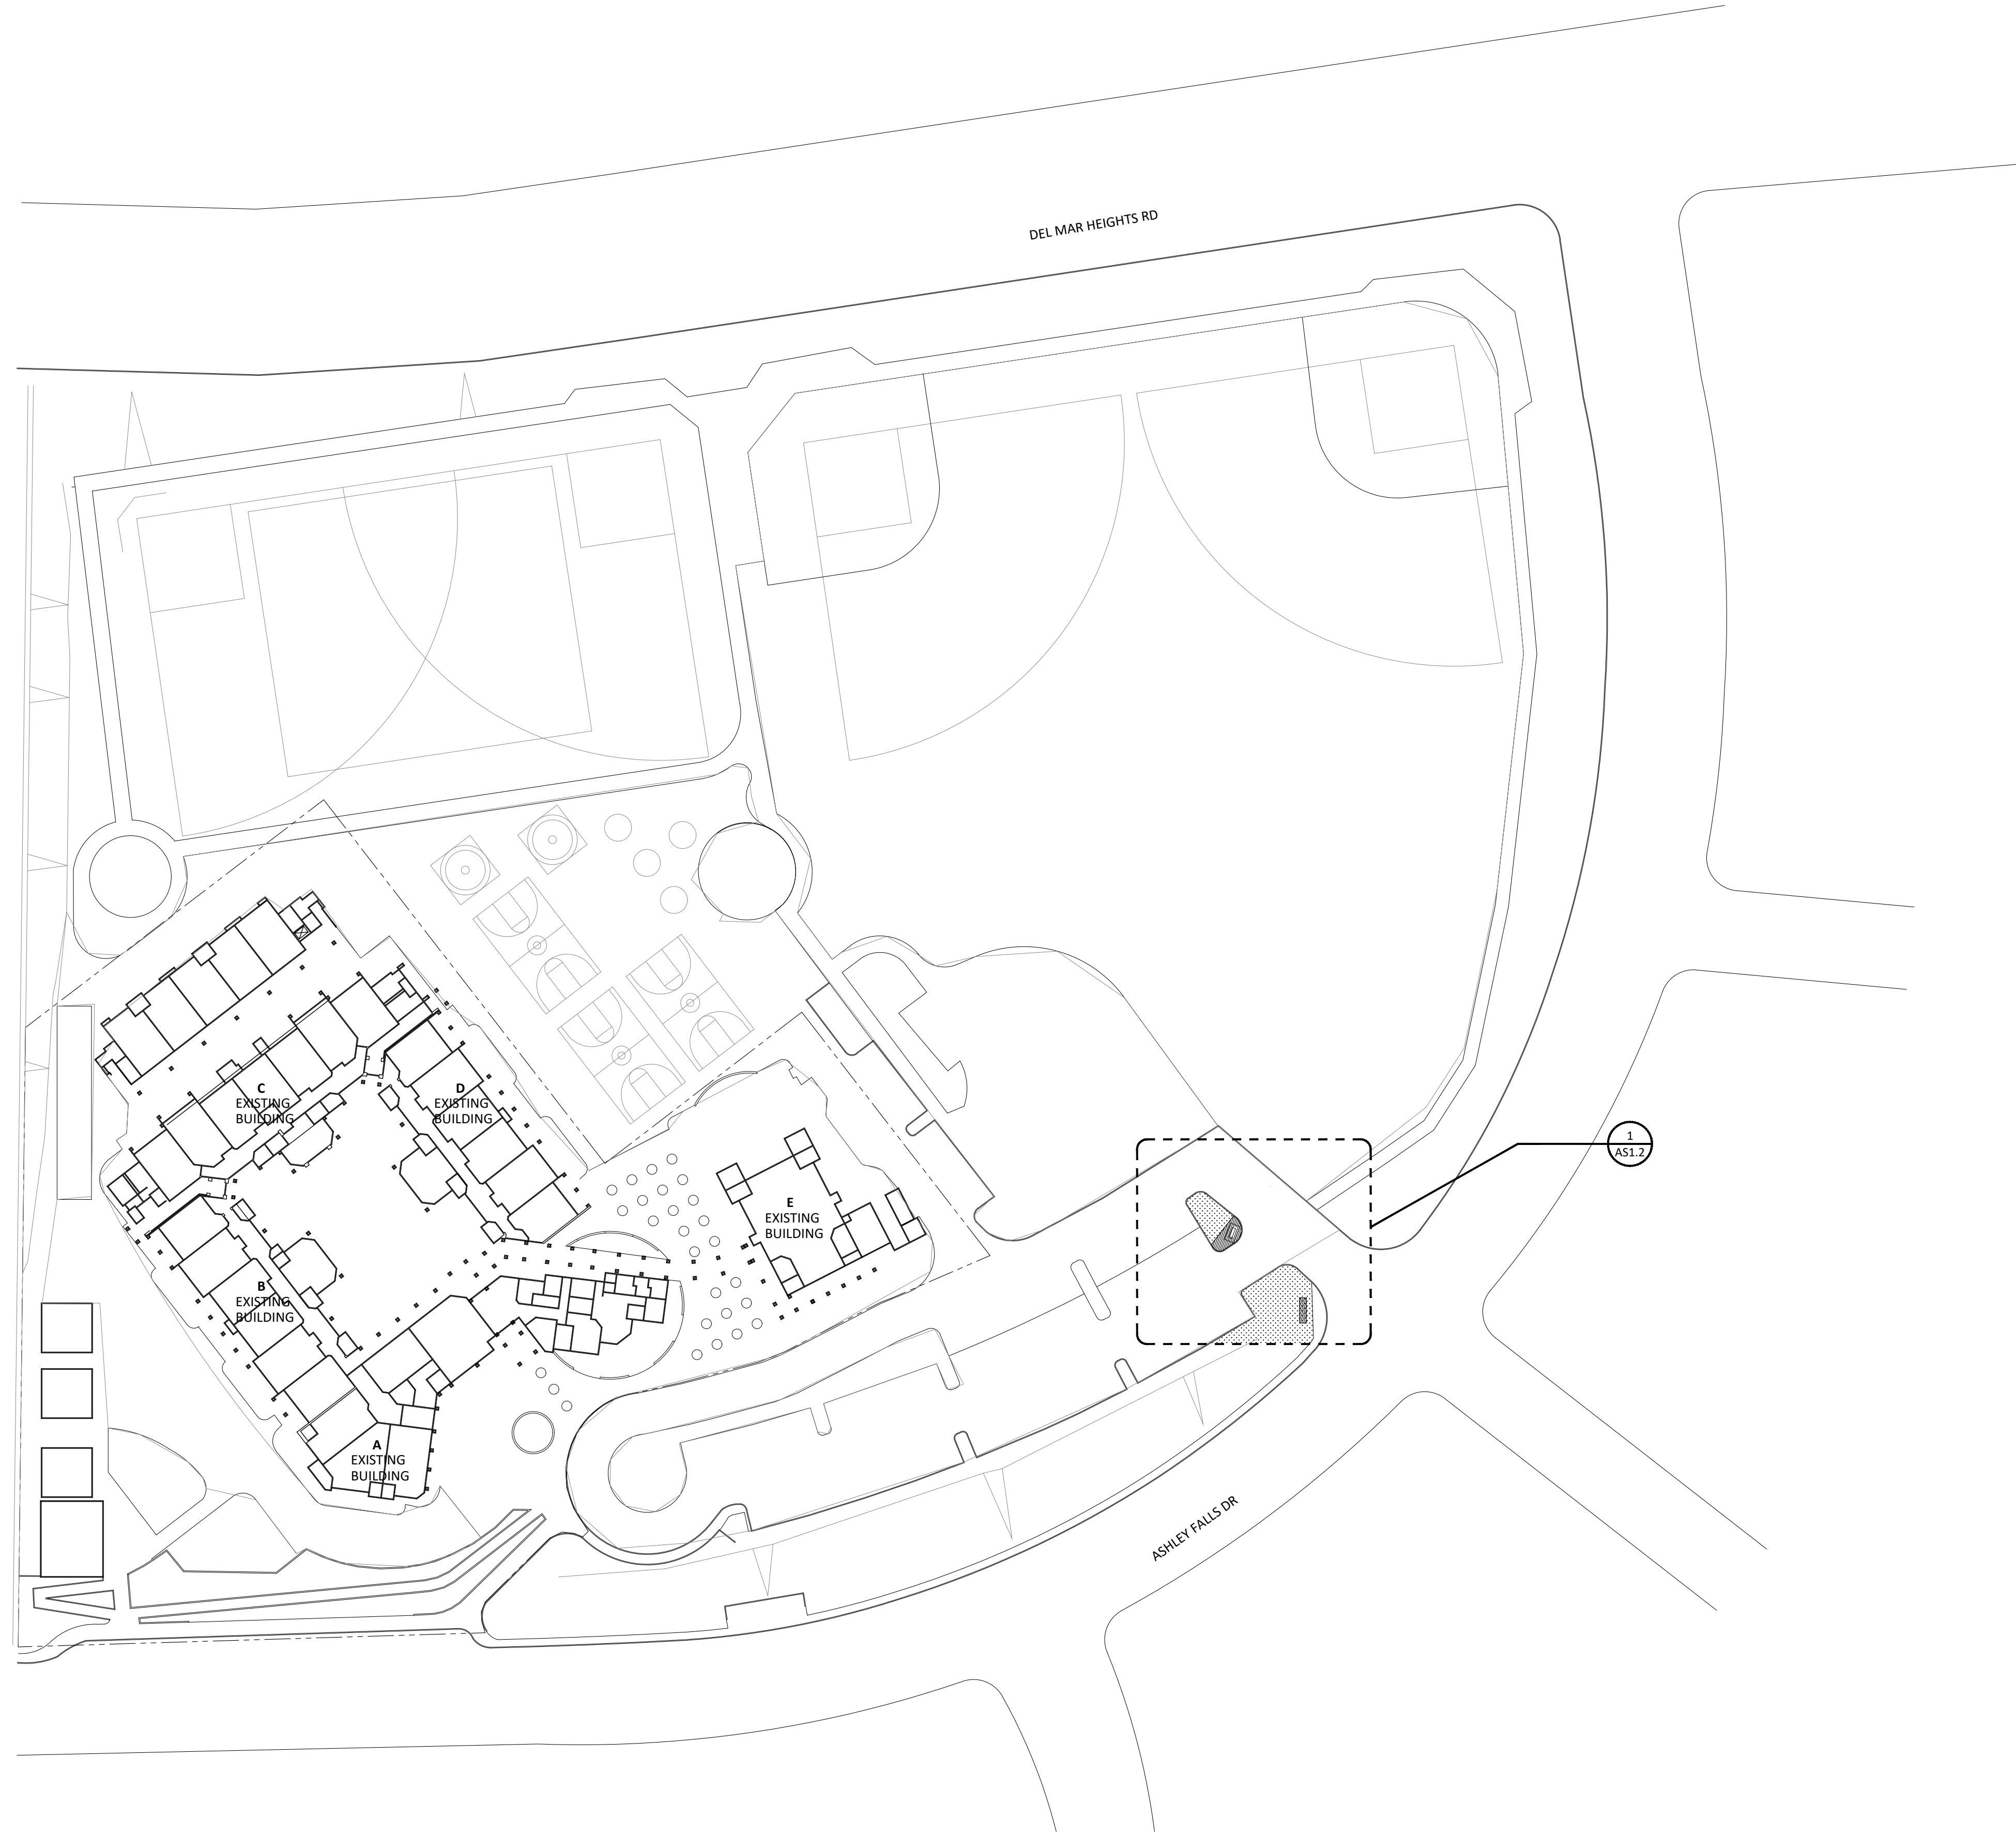 DEL MAR HEIGHTS RD
C
EXISTING
BUILDING
D
EXISTING
BUILDING
1
AS1.2
E
EXISTING
BUILDING
B
EXISTING
BUILDING
A
EXISTING
BUILDING
ASHLEY FALLS DR